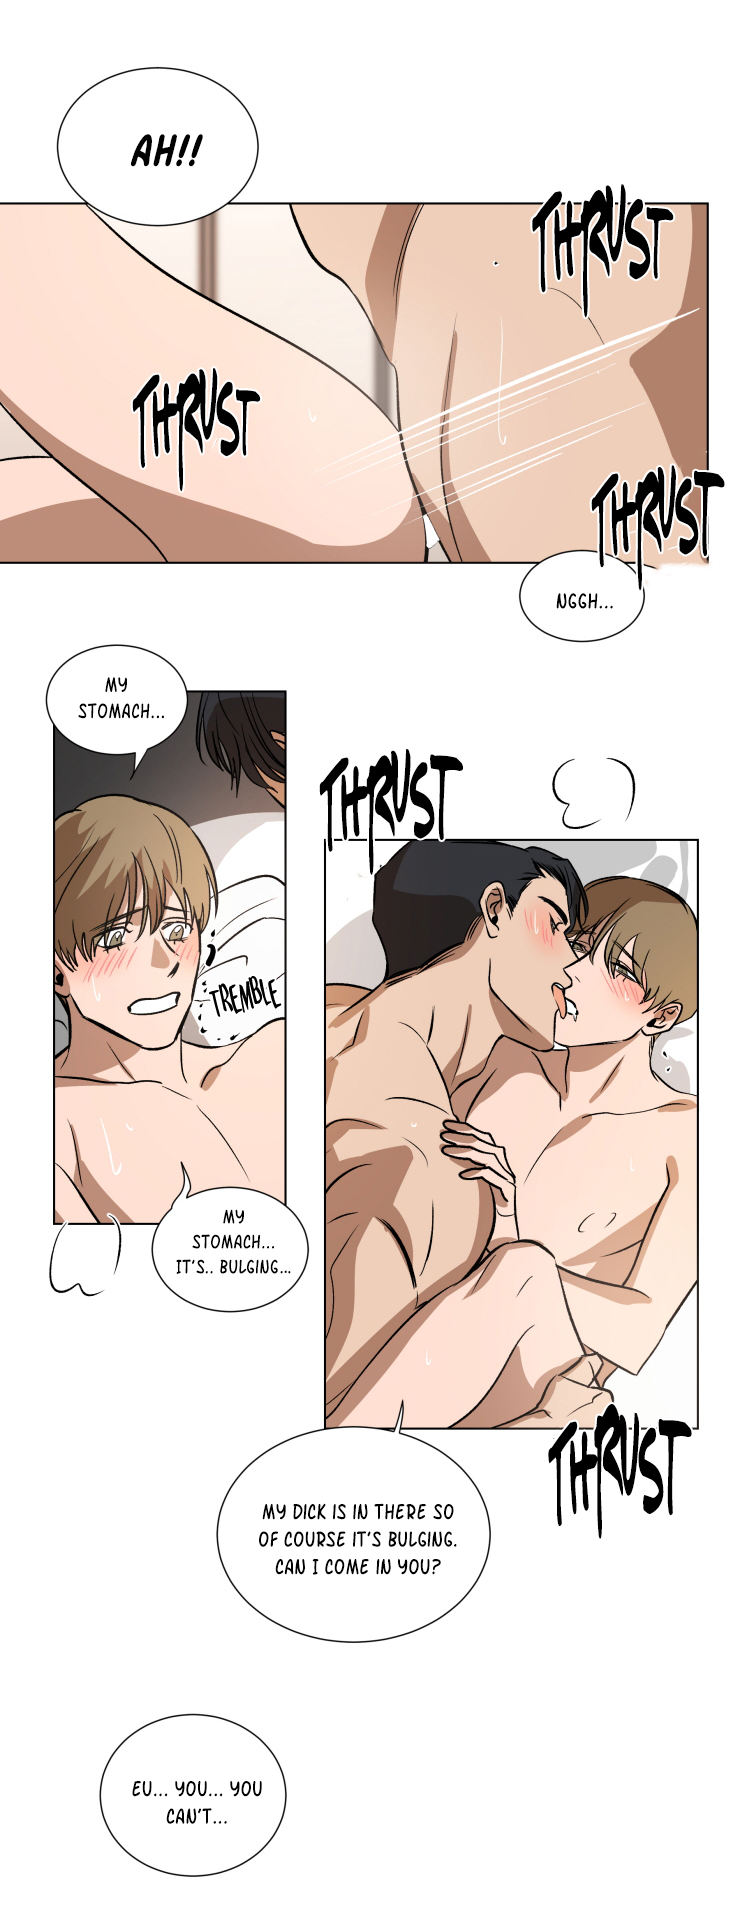 AH!!
THRUST
THRUST
THRUST
NGGH...
MY
STOMACH...
THRUST
TREMBLE
MY
STOMACH...
IT'S.. BULGING...
THRUST
MY DICK IS IN THERE SO
OF COURSE IT'S BULGING.
CAN I COME IN YOU?
EU... YOU... YOU
CAN'T...